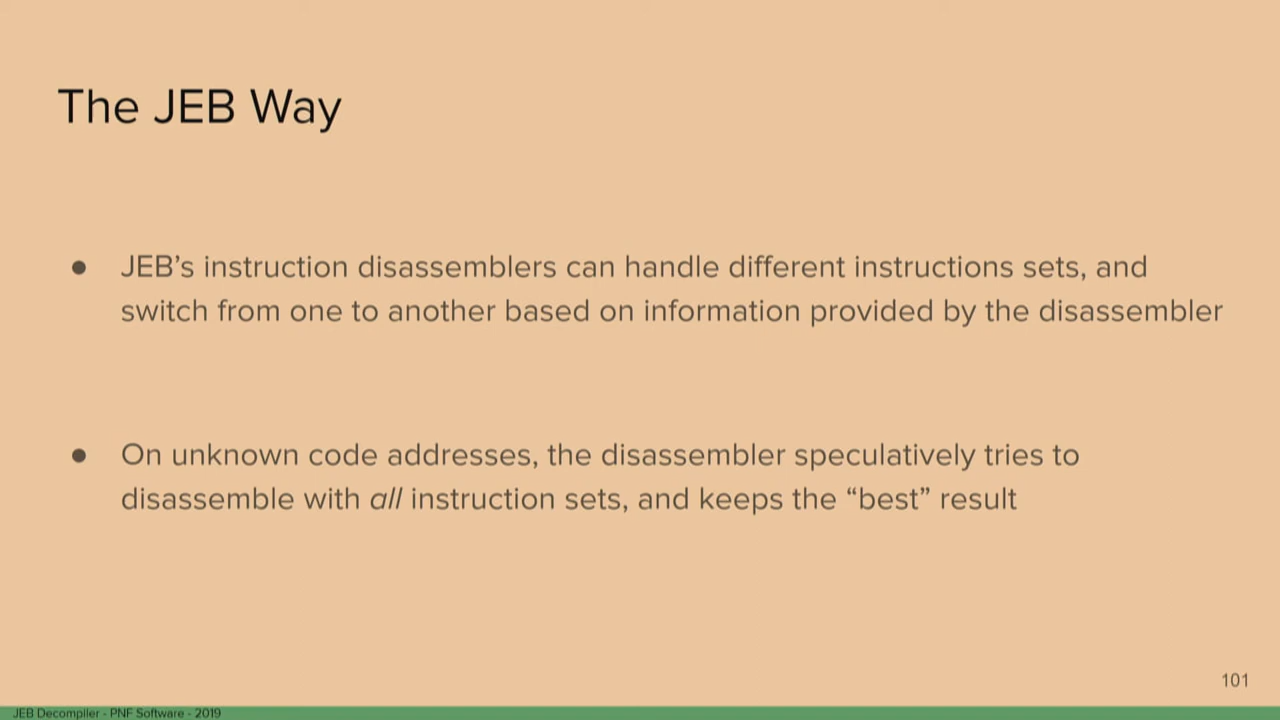 The JEB Way
● JEB’s instruction disassemblers can handle different instructions sets, and
switch from one to another based on information provided by the disassembler
● On unknown code addresses, the disassembler speculatively tries to
disassemble with all instruction sets, and keeps the “best” result
101
JEB Decompiler - PNF Software - 2019